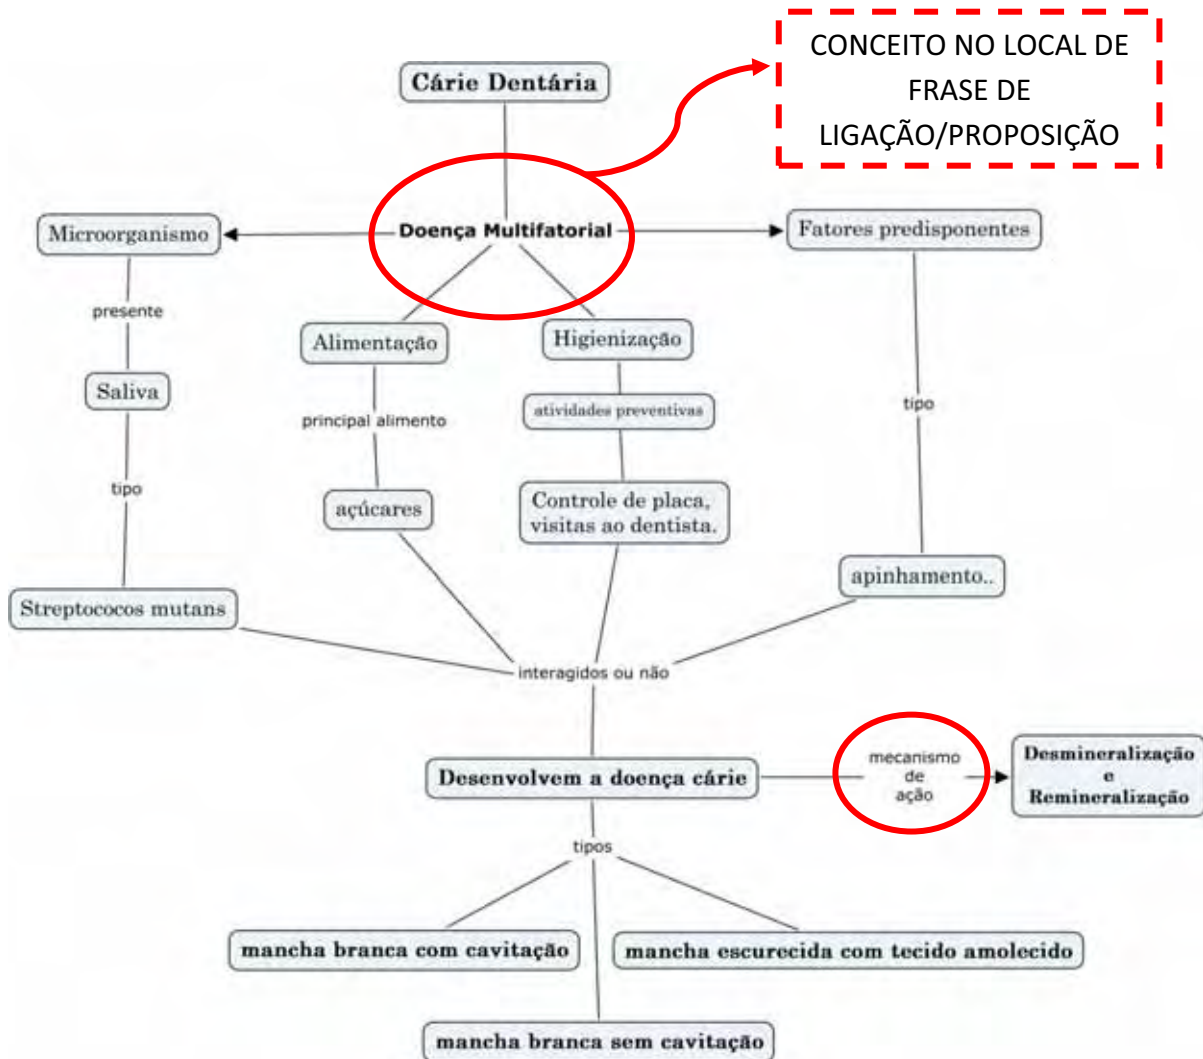 CONCEITO NO LOCAL DE
FRASE DE
LIGAÇÃO/PROPOSIÇÃO
Cárie Dentária
Microorganismo
Doença Multifatorial
Fatores predisponentes
presente
Alimentação
Higienização
Saliva
principal alimento
atividades preventivas
tipo
tipo
açúcares
Controle de placa,
visitas ao dentista.
Streptococos mutans
apinhamento..
interagidos ou não
Desenvolvem a doença cárie
mecanismo
de
ação
Desmineralização
e
Remineralização
tipos
mancha branca com cavitação
mancha escurecida com tecido amolecido
mancha branca sem cavitação